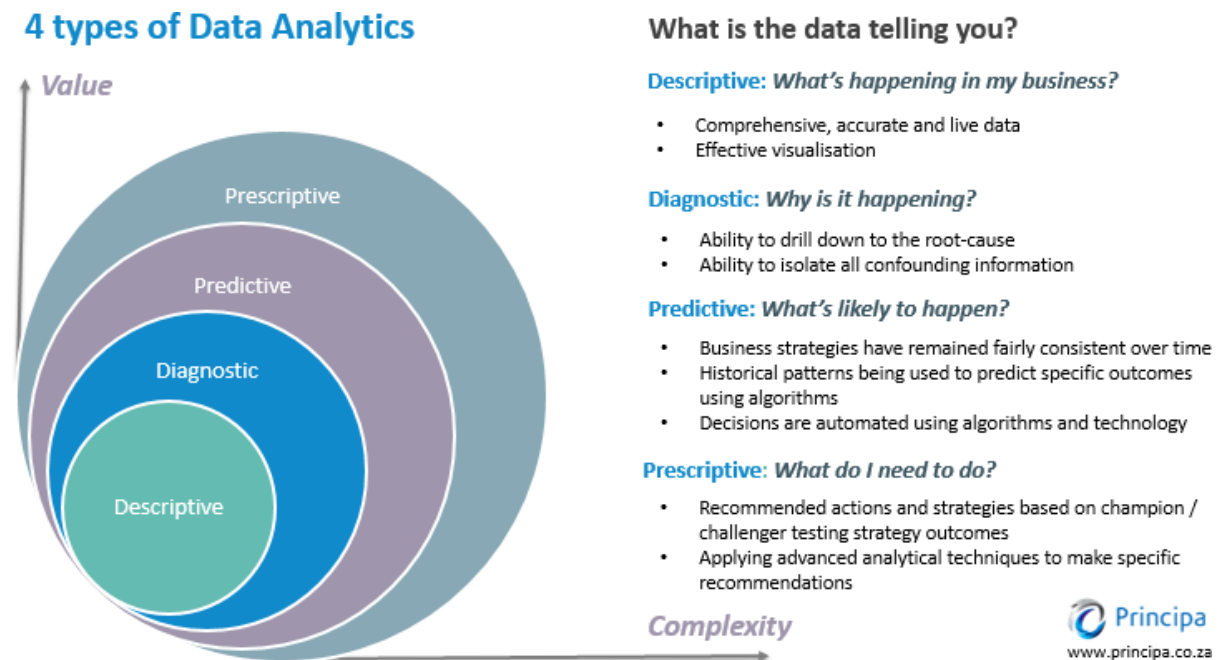 4 types of Data Analytics
Value
Prescriptive
Predictive
Diagnostic
Descriptive
What is the data telling you?
Descriptive: What's happening in my business?
• Comprehensive, accurate and live data
• Effective visualisation
Diagnostic: Why is it happening?
• Ability to drill down to the root-cause
• Ability to isolate all confounding information
Predictive: What's likely to happen?
• Business strategies have remained fairly consistent over time
• Historical patterns being used to predict specific outcomes
using algorithms
• Decisions are automated using algorithms and technology
Prescriptive: What do I need to do?
• Recommended actions and strategies based on champion /
challenger testing strategy outcomes
• Applying advanced analytical techniques to make specific
recommendations
Complexity
Principa
www.principa.co.za